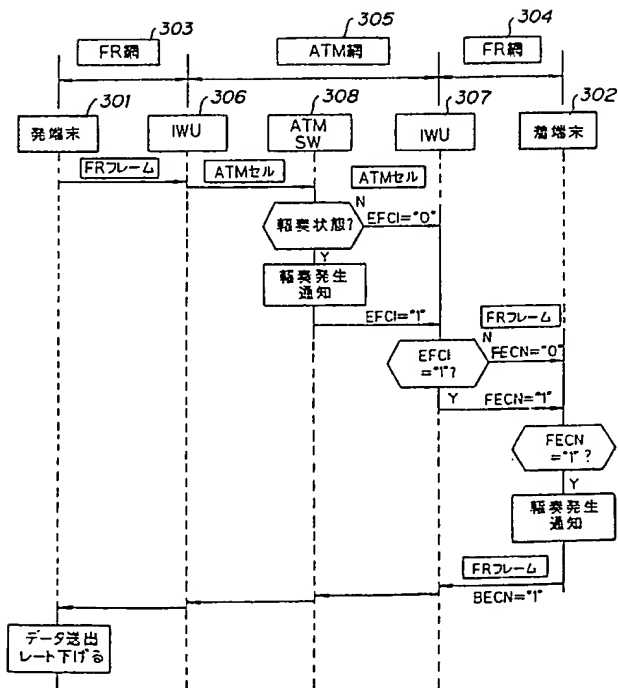 303
305
304
FR網
ATM網
FR網
301
306
308
307
302
発端末
IWU
ATM
SW
IWU
着端末
FRフレーム
ATMセル
ATMセル
輻奏状態?
N
EFCI="0"
Y
輻奏発生
通知
EFCI="1"
FRフレーム
EFCI
="1"?
N
FECN="0"
Y
FECN="1"
FECN
="1"?
Y
輻奏発生
通知
FRフレーム
BECN="1"
データ送出
レート下げる